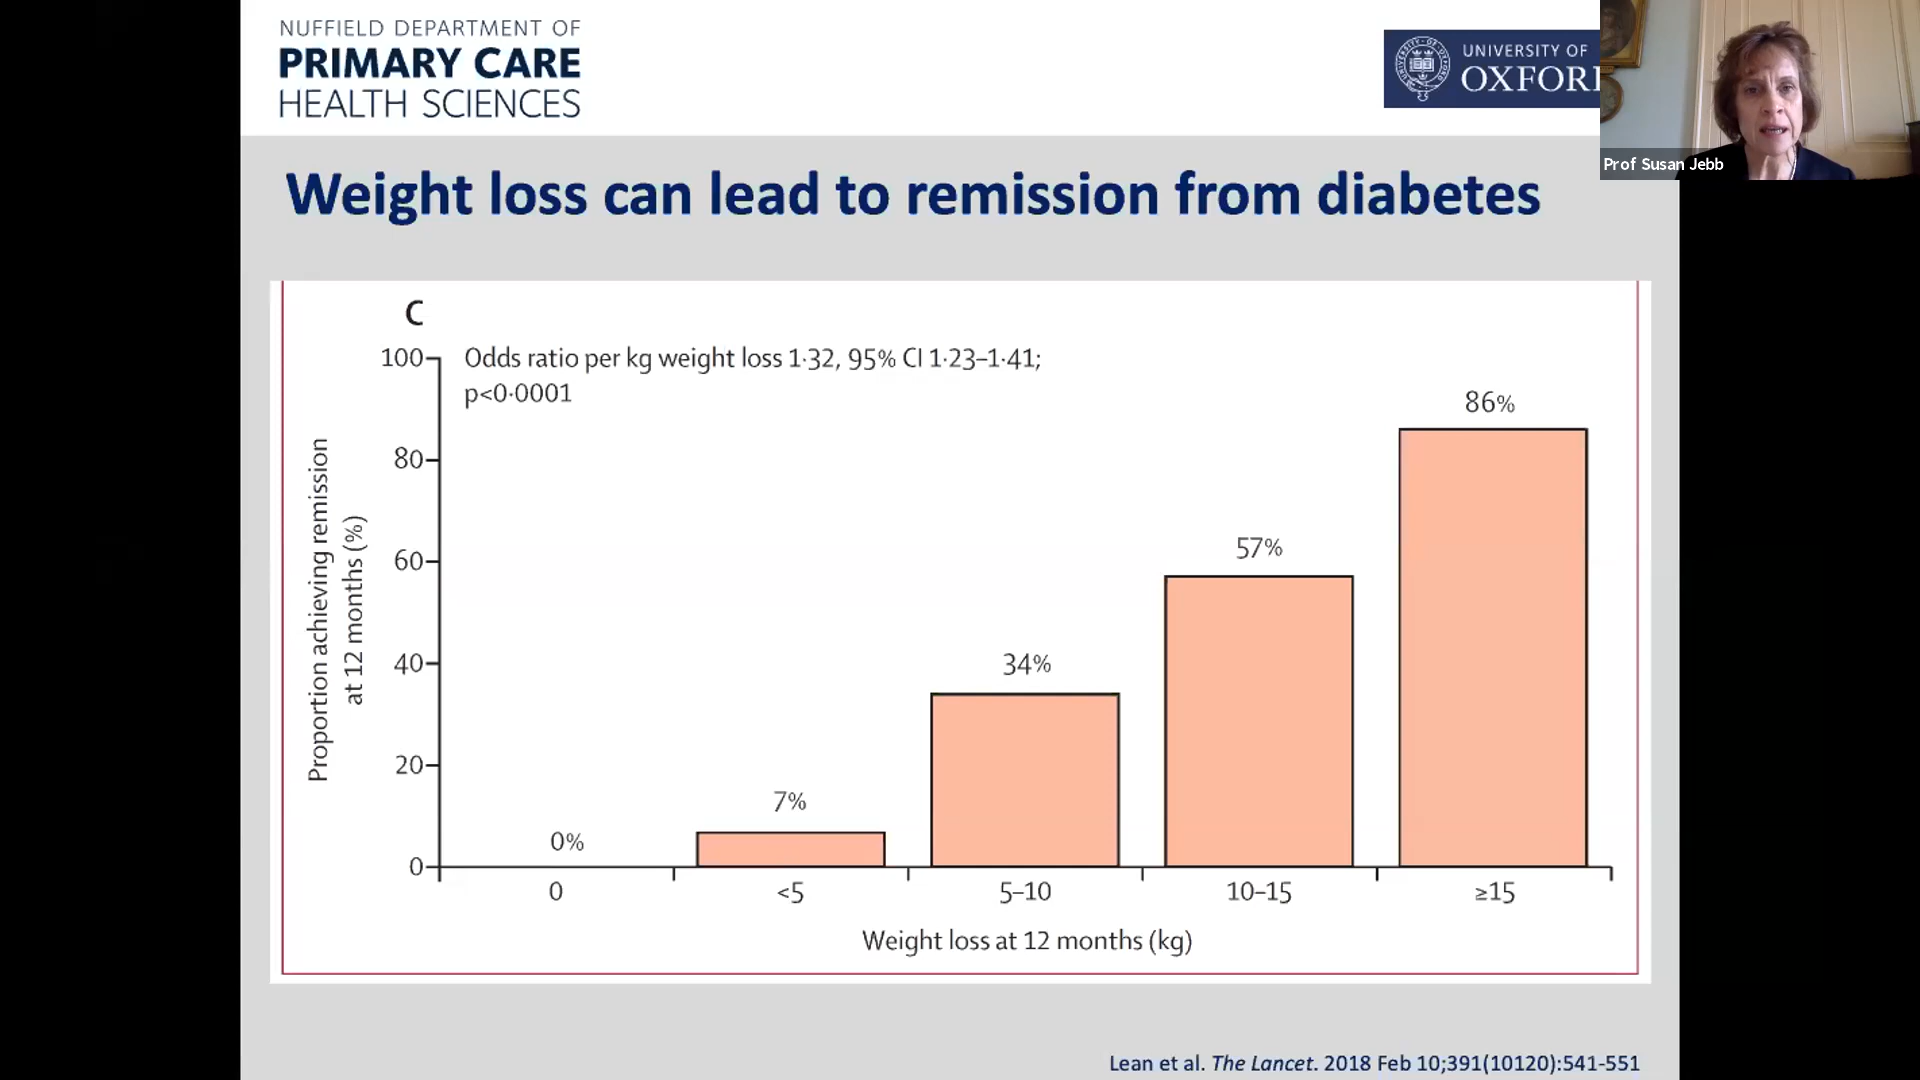 NUFFIELD DEPARTMENT OF
PRIMARY CARE
HEALTH SCIENCES
UNIVERSITY OF
OXFOR
Prof Susan Jebb
Weight loss can lead to remission from diabetes
C
Odds ratio per kg weight loss 1·32, 95% CI 1·23–1·41;
p<0·0001
Proportion achieving remission
at 12 months (%)
100
80
60
40
20
0
0%
7%
34%
57%
86%
0
<5
5–10
10–15
≥15
Weight loss at 12 months (kg)
Lean et al. The Lancet. 2018 Feb 10;391(10120):541-551